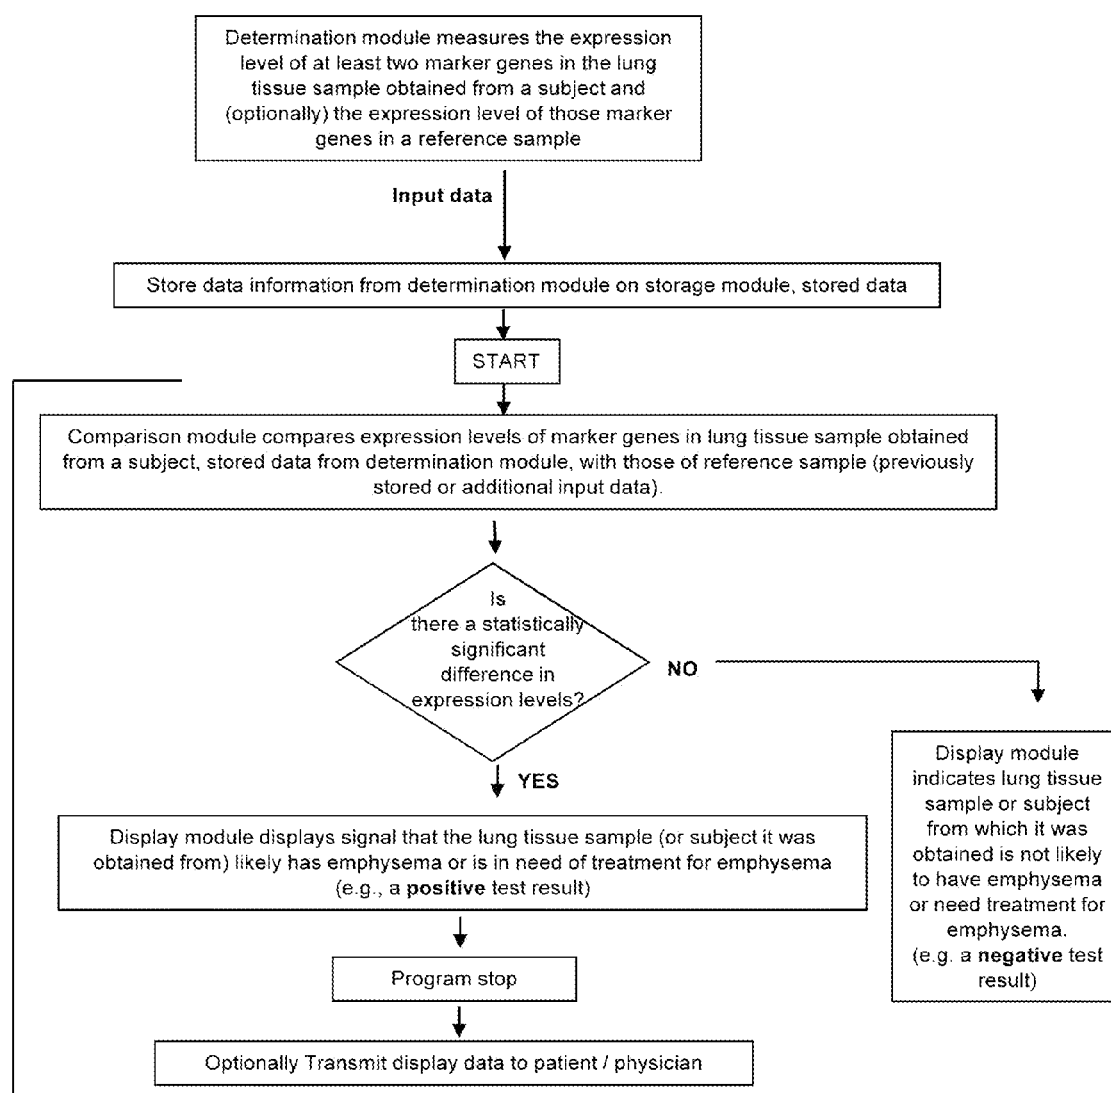 Determination module measures the expression
level of at least two marker genes in the lung
tissue sample obtained from a subject and
(optionally) the expression level of those marker
genes in a reference sample
Input data
Store data information from determination module on storage module, stored data
START
Comparison module compares expression levels of marker genes in lung tissue sample obtained
from a subject, stored data from determination module, with those of reference sample (previously
stored or additional input data).
Is
there a statistically
significant
difference in
expression levels?
NO
YES
Display module
indicates lung tissue
sample or subject
from which it was
obtained is not likely
to have emphysema
or need treatment for
emphysema.
(e.g. a negative test
result)
Display module displays signal that the lung tissue sample (or subject it was
obtained from) likely has emphysema or is in need of treatment for emphysema
(e.g., a positive test result)
Program stop
Optionally Transmit display data to patient / physician